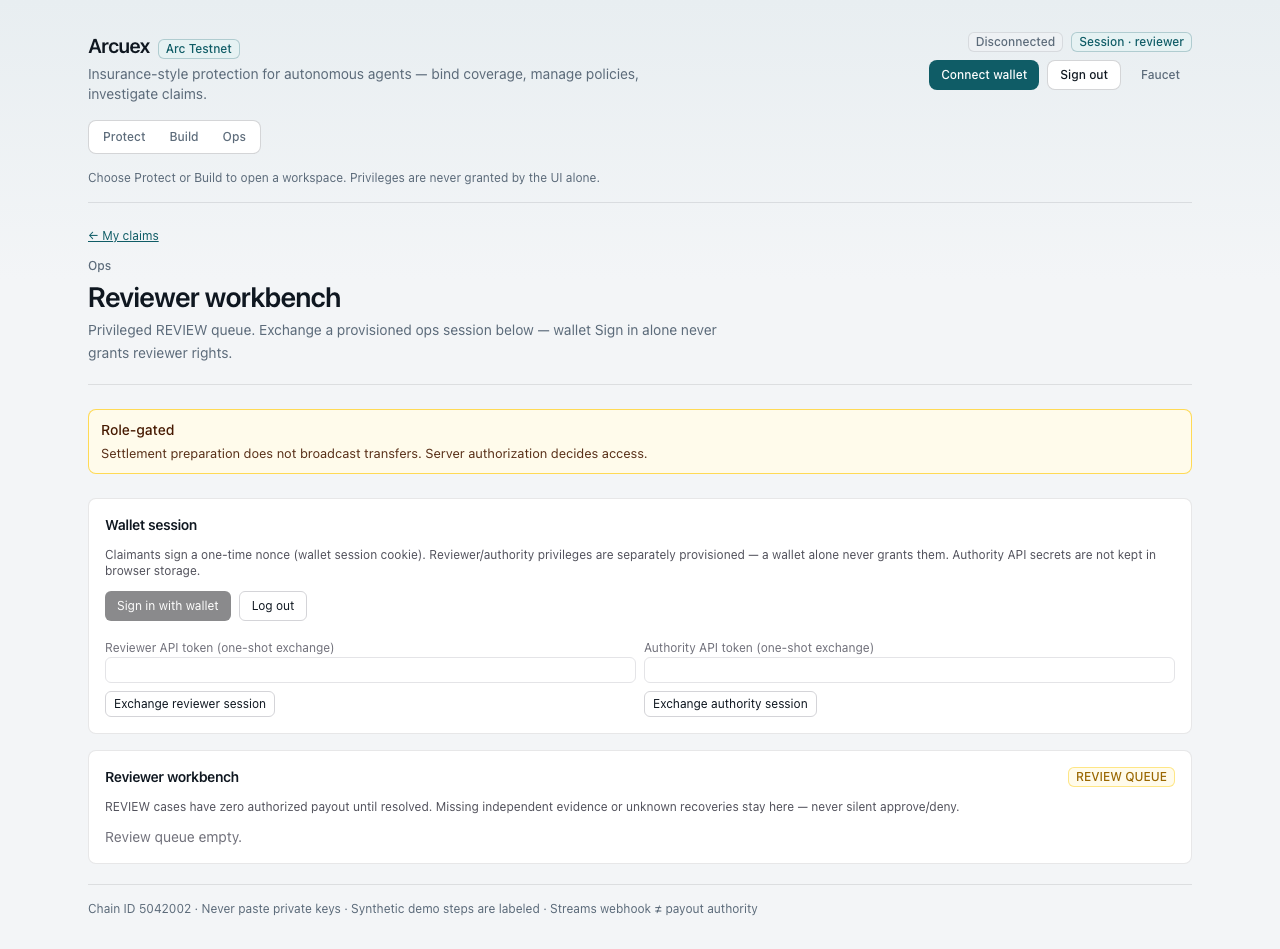 Arcuex
Arc Testnet
Disconnected
Session · reviewer
Insurance-style protection for autonomous agents — bind coverage, manage policies,
investigate claims.
Connect wallet
Sign out
Faucet
Protect
Build
Ops
Choose Protect or Build to open a workspace. Privileges are never granted by the UI alone.
← My claims
Ops
Reviewer workbench
Privileged REVIEW queue. Exchange a provisioned ops session below — wallet Sign in alone never
grants reviewer rights.
Role-gated
Settlement preparation does not broadcast transfers. Server authorization decides access.
Wallet session
Claimants sign a one-time nonce (wallet session cookie). Reviewer/authority privileges are separately provisioned — a wallet alone never grants them. Authority API secrets are not kept in
browser storage.
Sign in with wallet
Log out
Reviewer API token (one-shot exchange)
Authority API token (one-shot exchange)
Exchange reviewer session
Exchange authority session
Reviewer workbench
REVIEW QUEUE
REVIEW cases have zero authorized payout until resolved. Missing independent evidence or unknown recoveries stay here — never silent approve/deny.
Review queue empty.
Chain ID 5042002 · Never paste private keys · Synthetic demo steps are labeled · Streams webhook ≠ payout authority